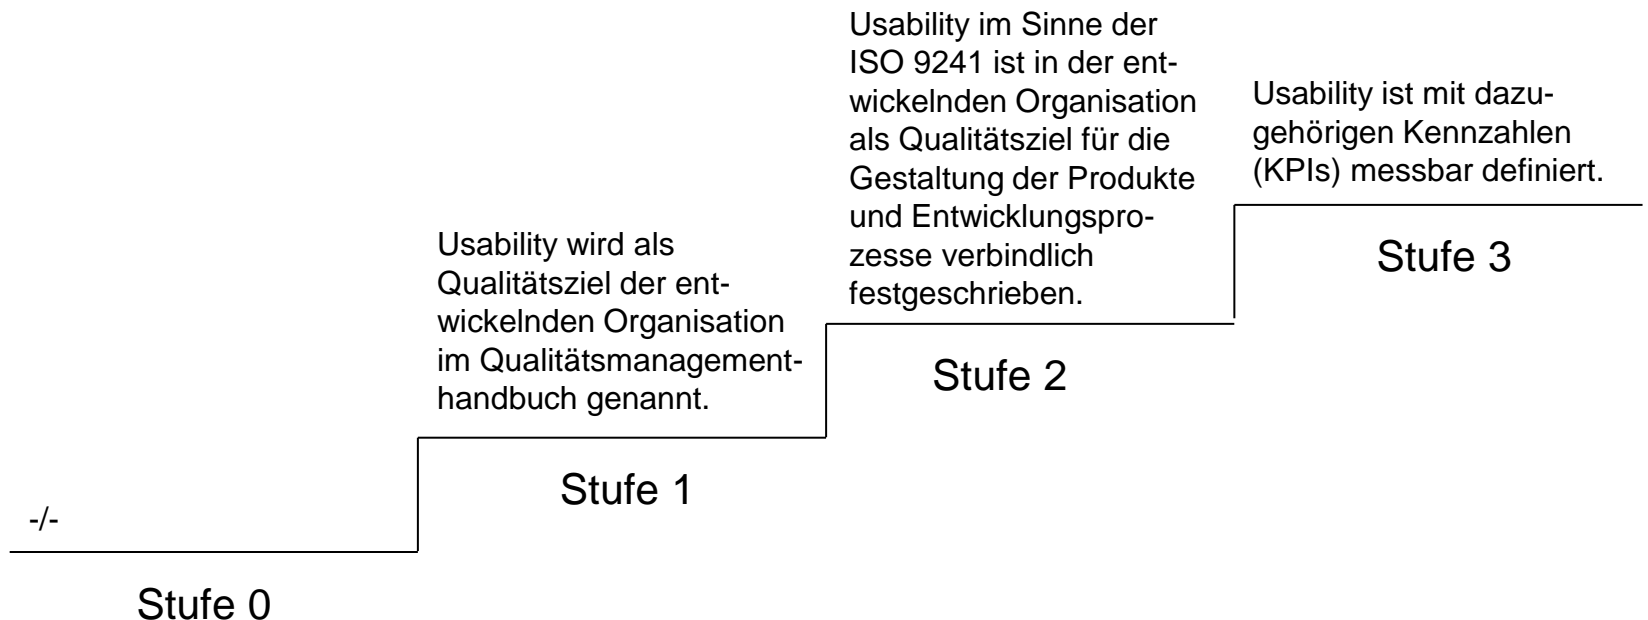 -/-
Stufe 0
Usability wird als
Qualitätsziel der ent-
wickelnden Organisation
im Qualitätsmanagement-
handbuch genannt.
Stufe 1
Usability im Sinne der
ISO 9241 ist in der ent-
wickelnden Organisation
als Qualitätsziel für die
Gestaltung der Produkte
und Entwicklungspro-
zesse verbindlich
festgeschrieben.
Stufe 2
Usability ist mit dazu-
gehörigen Kennzahlen
(KPIs) messbar definiert.
Stufe 3